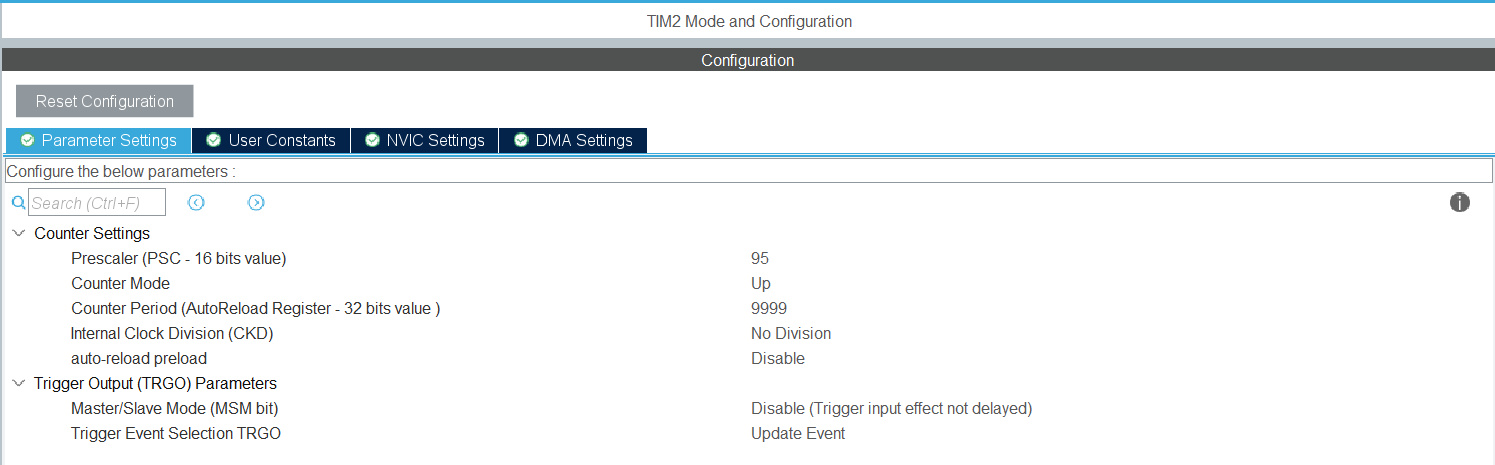 TIM2 Mode and Configuration
Configuration
Reset Configuration
Parameter Settings User Constants NVIC Settings DMA Settings
Configure the below parameters :
Search (Ctrl+F)
Counter Settings
Prescaler (PSC - 16 bits value) 95
Counter Mode Up
Counter Period (AutoReload Register - 32 bits value ) 9999
Internal Clock Division (CKD) No Division
auto-reload preload Disable
Trigger Output (TRGO) Parameters
Master/Slave Mode (MSM bit) Disable (Trigger input effect not delayed)
Trigger Event Selection TRGO Update Event